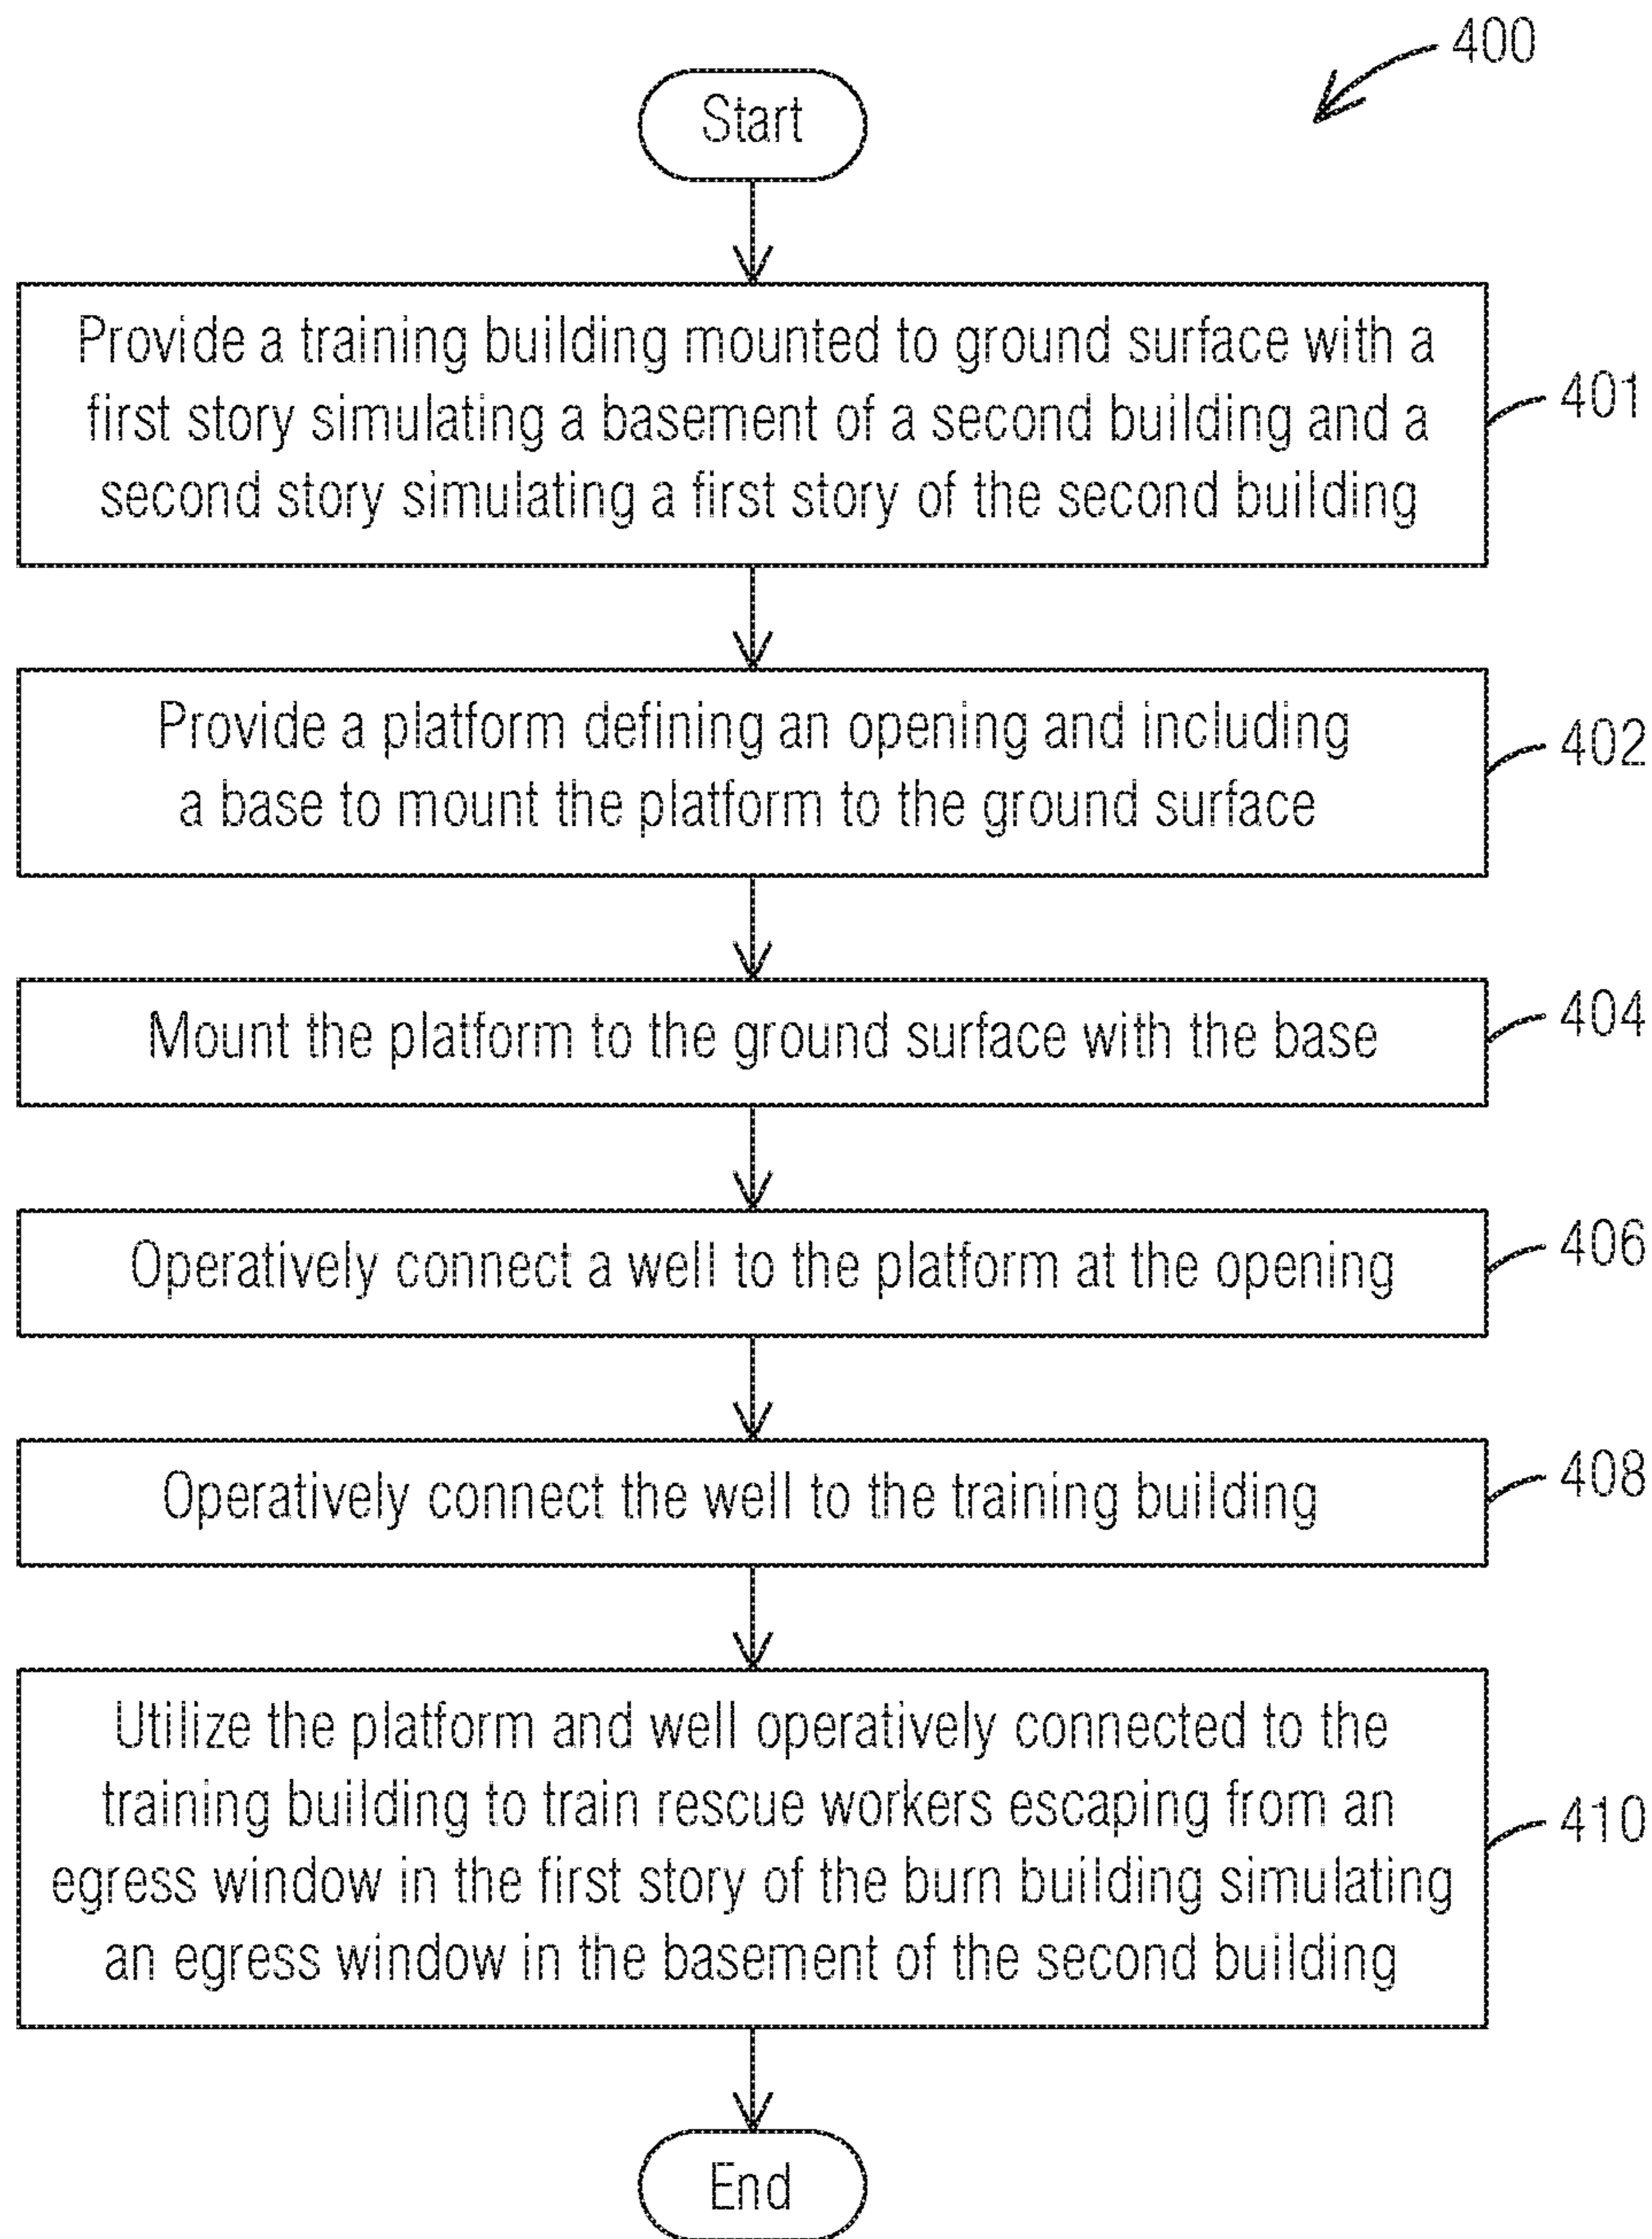 400
Start
Provide a training building mounted to ground surface with a
first story simulating a basement of a second building and a
second story simulating a first story of the second building
401
Provide a platform defining an opening and including
a base to mount the platform to the ground surface
402
Mount the platform to the ground surface with the base
404
Operatively connect a well to the platform at the opening
406
Operatively connect the well to the training building
408
Utilize the platform and well operatively connected to the
training building to train rescue workers escaping from an
egress window in the first story of the burn building simulating
an egress window in the basement of the second building
410
End